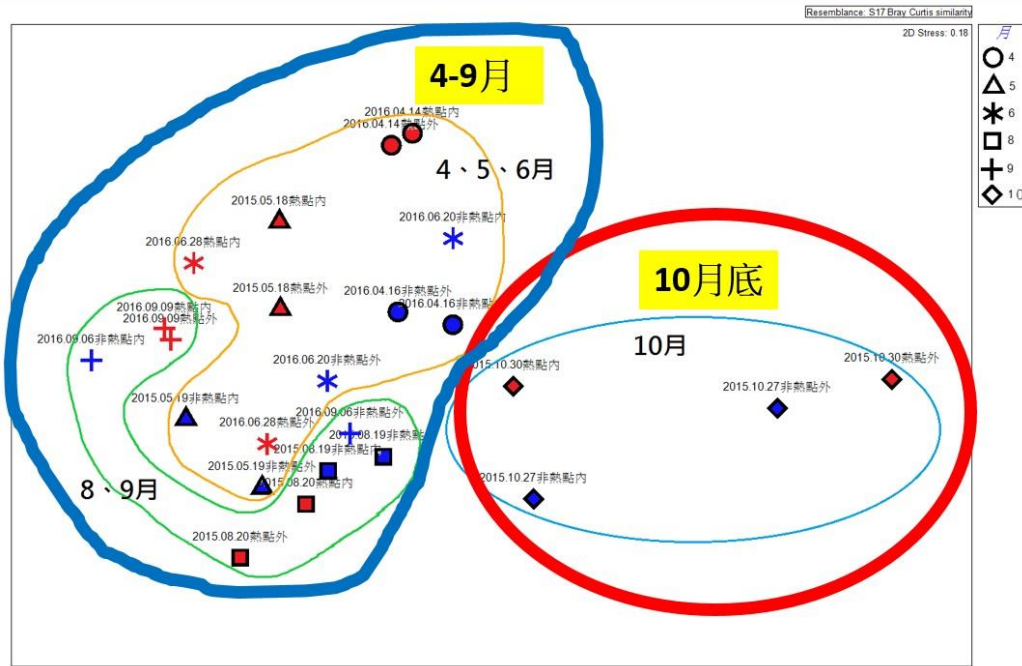 Resemblance: S17 Bray Curtis similarity
2D Stress: 0.18
月
4
5
6
8
9
10
4-9月
2016.04.14熱點內
2016.04.14熱點外
4、5、6月
2015.05.18熱點內
2016.06.20非熱點內
2016.06.28熱點內
10月底
2015.05.18熱點外
2016.04.16非熱點內
2016.04.16非熱點
2016.09.09熱點內
2016.09.09熱點外
2016.09.06非熱點內
10月
2016.06.20非熱點外
015.10.30熱點內
2015.10.30熱點外
2015.10.27非熱點外
2015.05.19非熱點內
2016.09.06非熱點外
2016.06.28熱點外
08.19非熱點
2015.08.19非熱點內
2015.05.19非熱點外
015.08.20熱點內
2015.10.27非熱點內
8、9月
2015.08.20熱點外